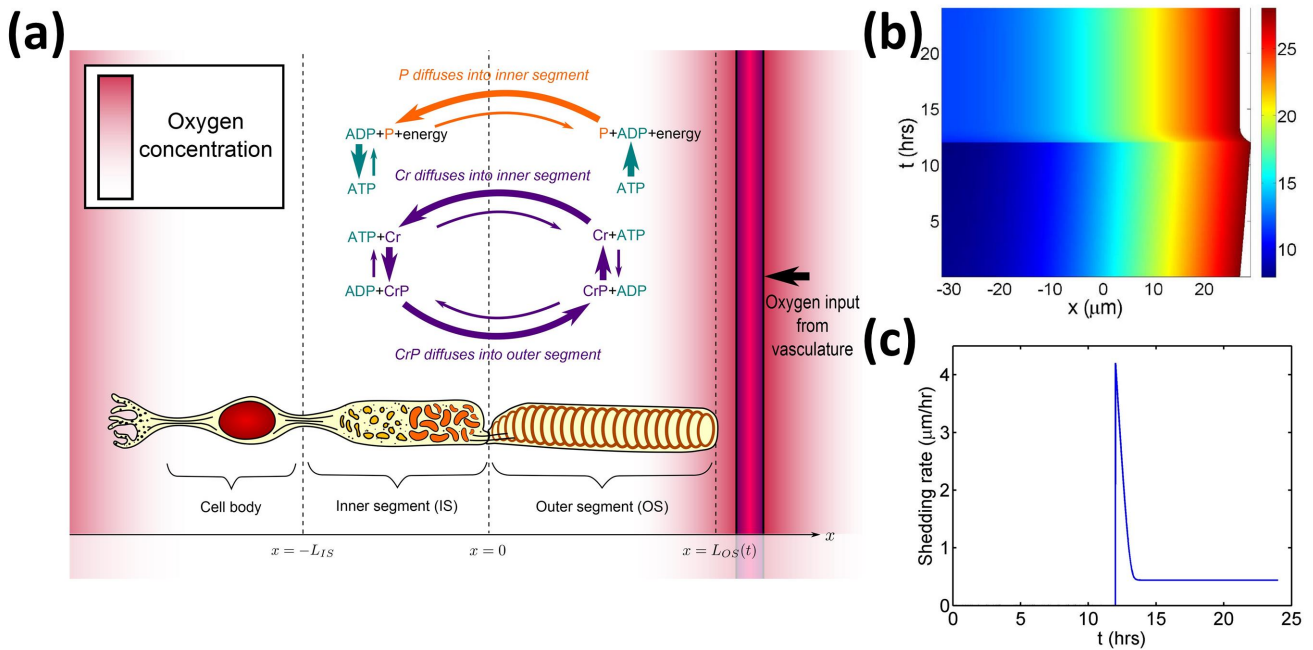 (a)
Oxygen
concentration
P diffuses into inner segment
ADP+P+energy
P+ADP+energy
ATP
ATP
Cr diffuses into inner segment
ATP+Cr
Cr+ATP
ADP+CrP
CrP+ADP
CrP diffuses into outer segment
Oxygen input
from
vasculature
Cell body
Inner segment (IS)
Outer segment (OS)
x = −L_IS
x = 0
x = L_OS(t)
x
(b)
t (hrs)
20
15
10
5
-30
-20
-10
0
10
20
x (μm)
25
20
15
10
(c)
Shedding rate (μm/hr)
4
3
2
1
0
0
5
10
15
20
25
t (hrs)